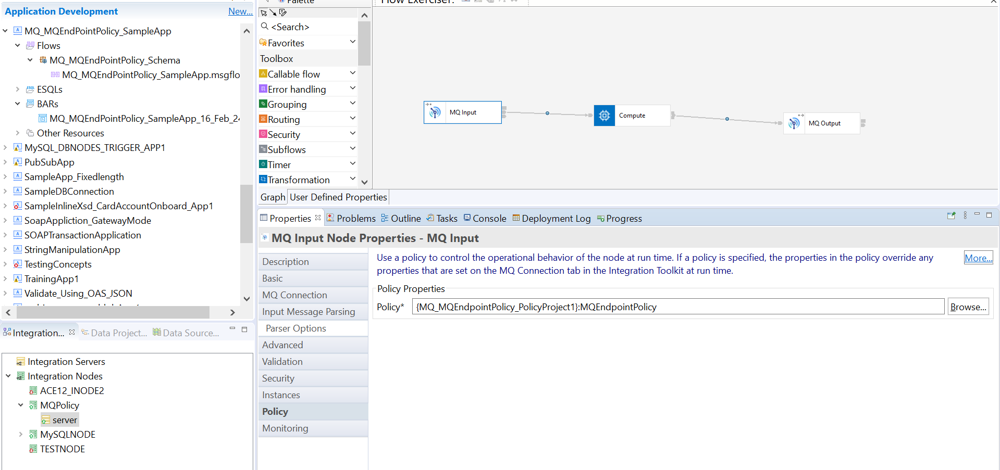 Application Development
New...
MQ_MQEndPointPolicy_SampleApp
Flows
MQ_MQEndPointPolicy_Schema
MQ_MQEndPointPolicy_SampleApp.msgflo
ESQLs
BARs
MQ_MQEndPointPolicy_SampleApp_16_Feb_24
Other Resources
MySQL_DBNODES_TRIGGER_APP1
PubSubApp
SampleApp_Fixedlength
SampleDBConnection
SampleInlineXsd_CardAccountOnboard_App1
SoapAppliction_GatewayMode
SOAPTransactionApplication
StringManipulationApp
TestingConcepts
TrainingApp1
Validate_Using_OAS_JSON
Integration...
Data Project...
Data Source...
Integration Servers
Integration Nodes
ACE12_INODE2
MQPolicy
server
MySQLNODE
TESTNODE
Palette
<Search>
Favorites
Toolbox
Callable flow
Error handling
Grouping
Routing
Security
Subflows
Timer
Transformation
Flow Exerciser:
MQ Input
Compute
MQ Output
Graph
User Defined Properties
Properties
Problems
Outline
Tasks
Console
Deployment Log
Progress
MQ Input Node Properties - MQ Input
Description
Basic
MQ Connection
Input Message Parsing
Parser Options
Advanced
Validation
Security
Instances
Policy
Monitoring
Use a policy to control the operational behavior of the node at run time. If a policy is specified, the properties in the policy override any
properties that are set on the MQ Connection tab in the Integration Toolkit at run time.
More...
Policy Properties
Policy*
{MQ_MQEndpointPolicy_PolicyProject1}:MQEndpointPolicy
Browse...